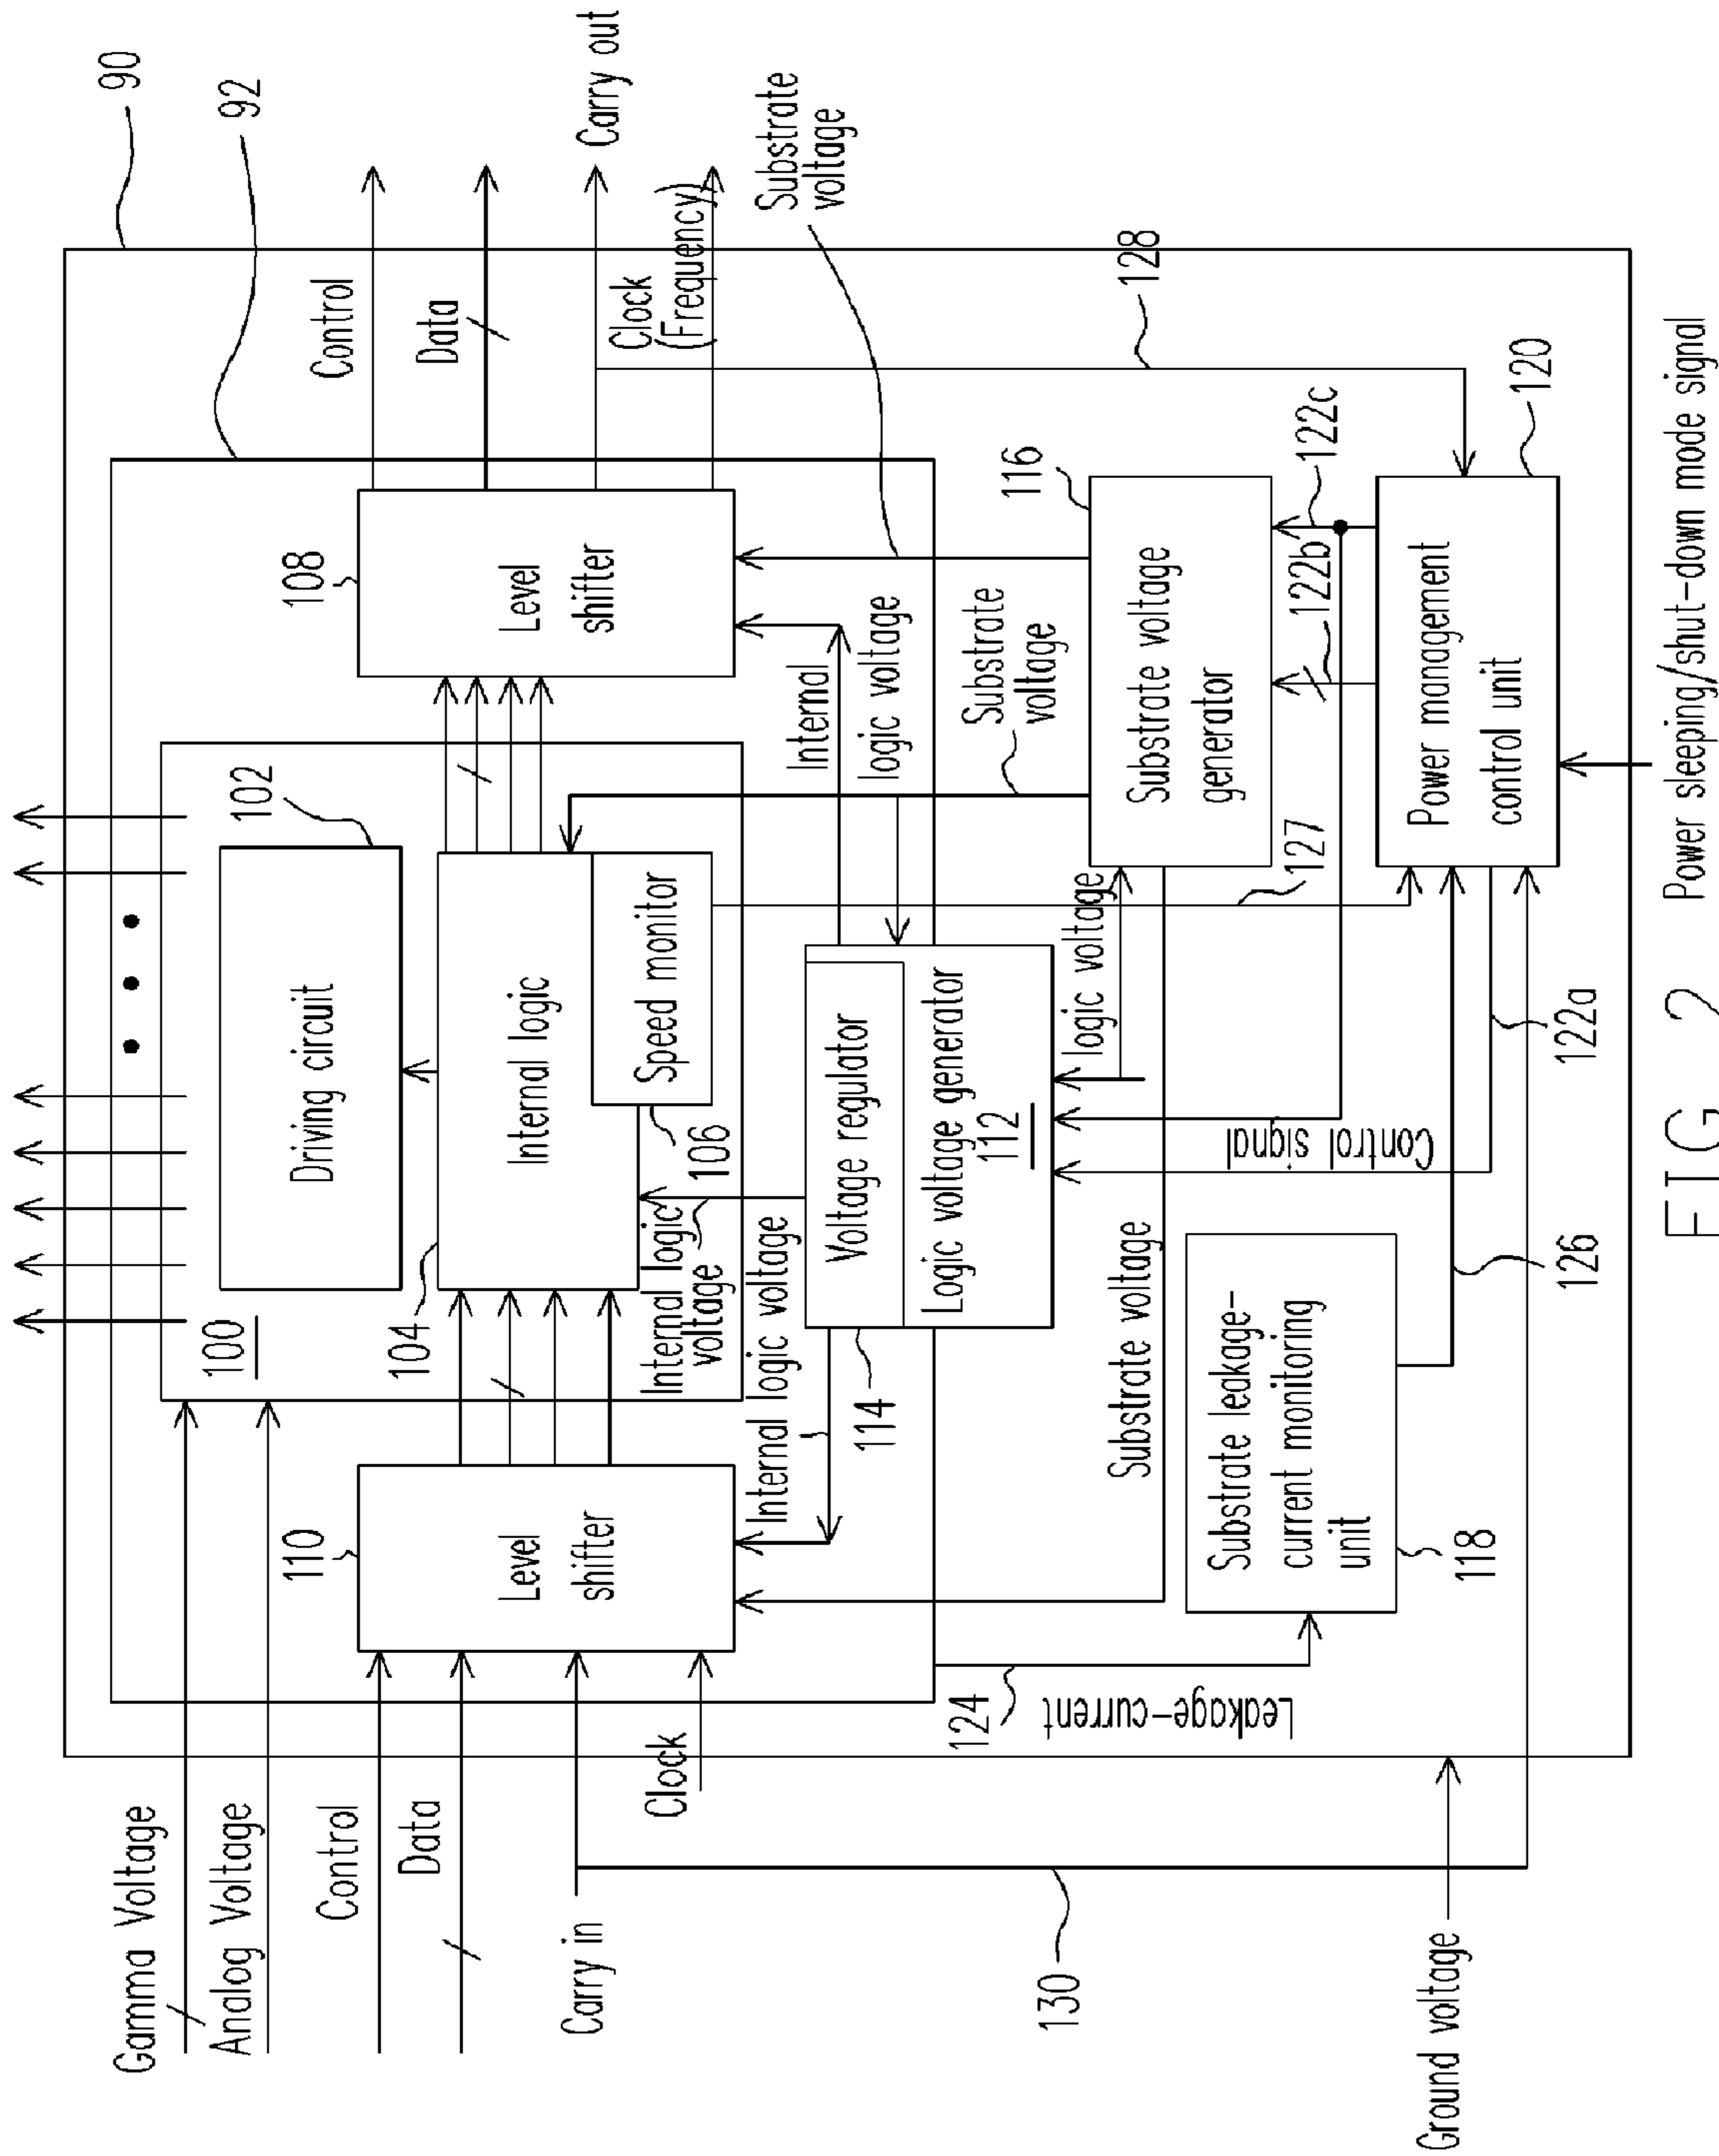 90
92
Gamma Voltage
Analog Voltage
100
Driving circuit
102
Control
Data
Carry in
Clock
110
Level
shifter
104
Internal logic
Speed monitor
106
108
Level
shifter
Control
Data
Carry out
Clock
(Frequency)
Substrate
voltage
Internal logic
voltage
Internal logic voltage
Internal
logic voltage
114
Voltage regulator
Logic voltage generator
112
Substrate
voltage
124
Leakage-current
Substrate voltage
logic voltage
116
Substrate voltage
generator
128
Control signal
127
122b
122c
130
Substrate leakage-
current monitoring
unit
118
126
122a
Power management
control unit
120
Ground voltage
Power sleeping/shut-down mode signal
FIG. 2